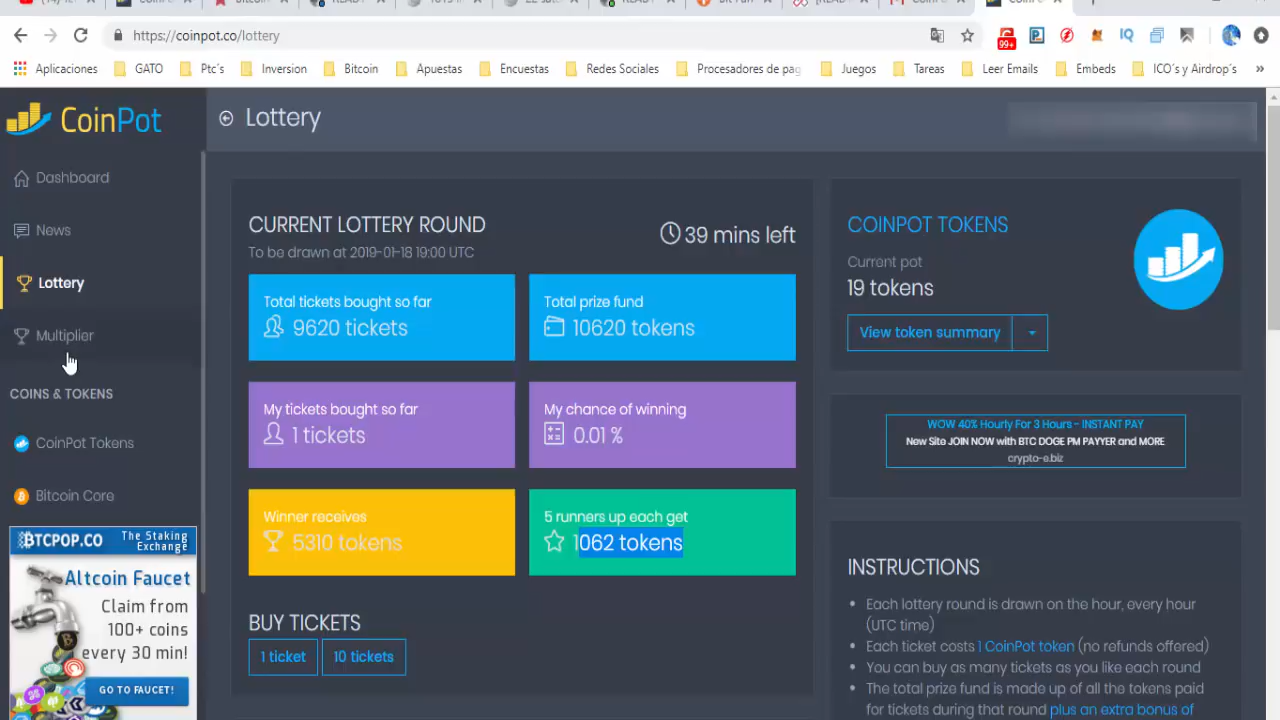 https://coinpot.co/lottery
99+
IQ
Aplicaciones
GATO
Ptc´s
Inversion
Bitcoin
Apuestas
Encuestas
Redes Sociales
Procesadores de pag
Juegos
Tareas
Leer Emails
Embeds
ICO´s y Airdrop´s
»
CoinPot
Lottery
Dashboard
News
Lottery
Multiplier
COINS & TOKENS
CoinPot Tokens
Bitcoin Core
BTCPOP.CO
The Staking
Exchange
Altcoin Faucet
Claim from
100+ coins
every 30 min!
GO TO FAUCET!
CURRENT LOTTERY ROUND
To be drawn at 2019-01-18 19:00 UTC
39 mins left
Total tickets bought so far
9620 tickets
Total prize fund
10620 tokens
My tickets bought so far
1 tickets
My chance of winning
0.01 %
Winner receives
5310 tokens
5 runners up each get
1062 tokens
BUY TICKETS
1 ticket
10 tickets
COINPOT TOKENS
Current pot
19 tokens
View token summary
WOW 40% Hourly For 3 Hours - INSTANT PAY
New Site JOIN NOW with BTC DOGE PM PAYYER and MORE
crypto-e.biz
INSTRUCTIONS
• Each lottery round is drawn on the hour, every hour
(UTC time)
• Each ticket costs 1 CoinPot token (no refunds offered)
• You can buy as many tickets as you like each round
• The total prize fund is made up of all the tokens paid
for tickets during that round plus an extra bonus of